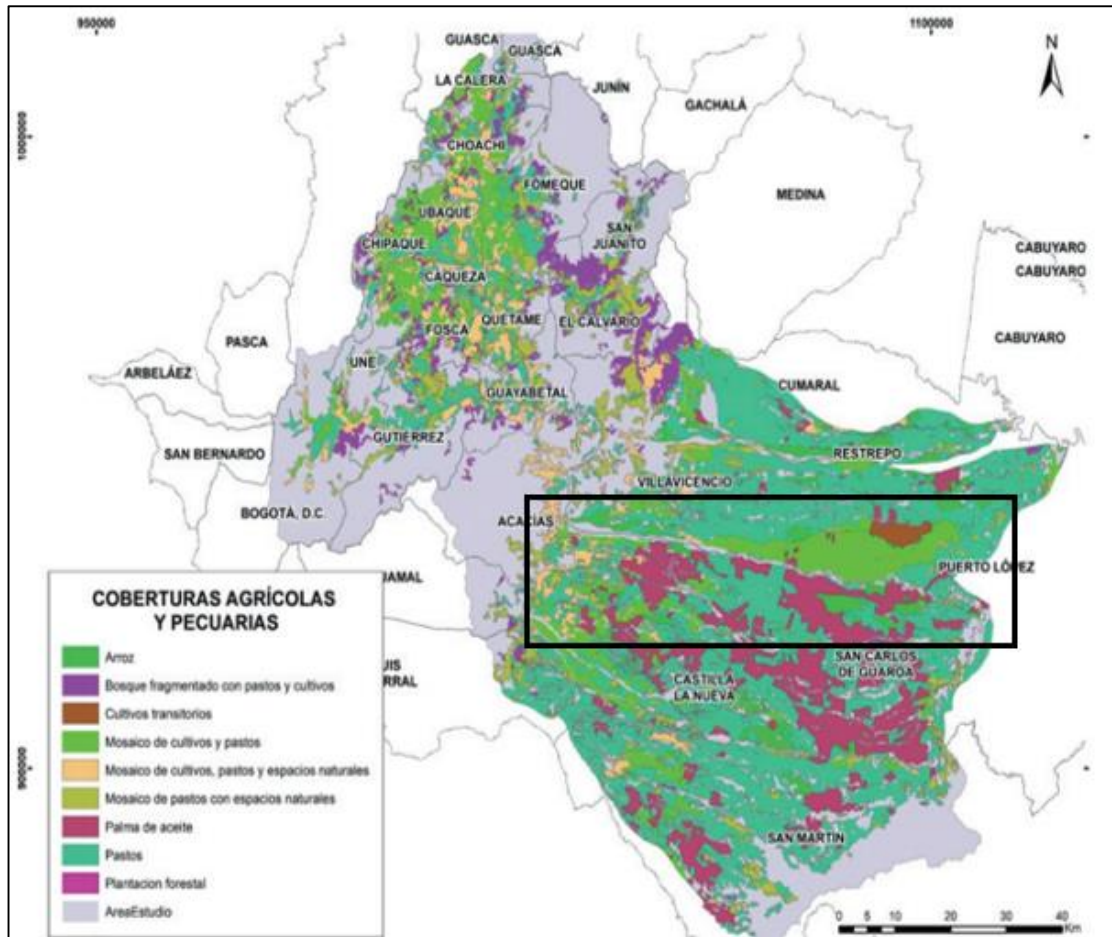 950000
1100000
N
GUASCA
GUASCA
LA CALERA
JUNÍN
GACHALÁ
1000000
CHOACHI
FOMEQUE
MEDINA
UBAQUE
SAN
JUANITO
CHIPAQUE
CABUYARO
CABUYARO
CAQUEZA
QUETAME
EL CALVARIO
FOSCA
PASCA
CABUYARO
UNE
ARBELÁEZ
GUAYABETAL
CUMARAL
GUTIÉRREZ
SAN BERNARDO
RESTREPO
VILLAVICENCIO
BOGOTÁ, D.C.
ACACÍAS
PUERTO LÓPEZ
JAMAL
COBERTURAS AGRÍCOLAS
Y PECUARIAS
Arroz
Bosque fragmentado con pastos y cultivos
Cultivos transitorios
Mosaico de cultivos y pastos
Mosaico de cultivos, pastos y espacios naturales
Mosaico de pastos con espacios naturales
Palma de aceite
Pastos
Plantacion forestal
AreaEstudio
UIS
RRAL
SAN CARLOS
DE GUAROA
CASTILLA
LA NUEVA
900000
SAN MARTÍN
0 5 10 20 30 40
Km